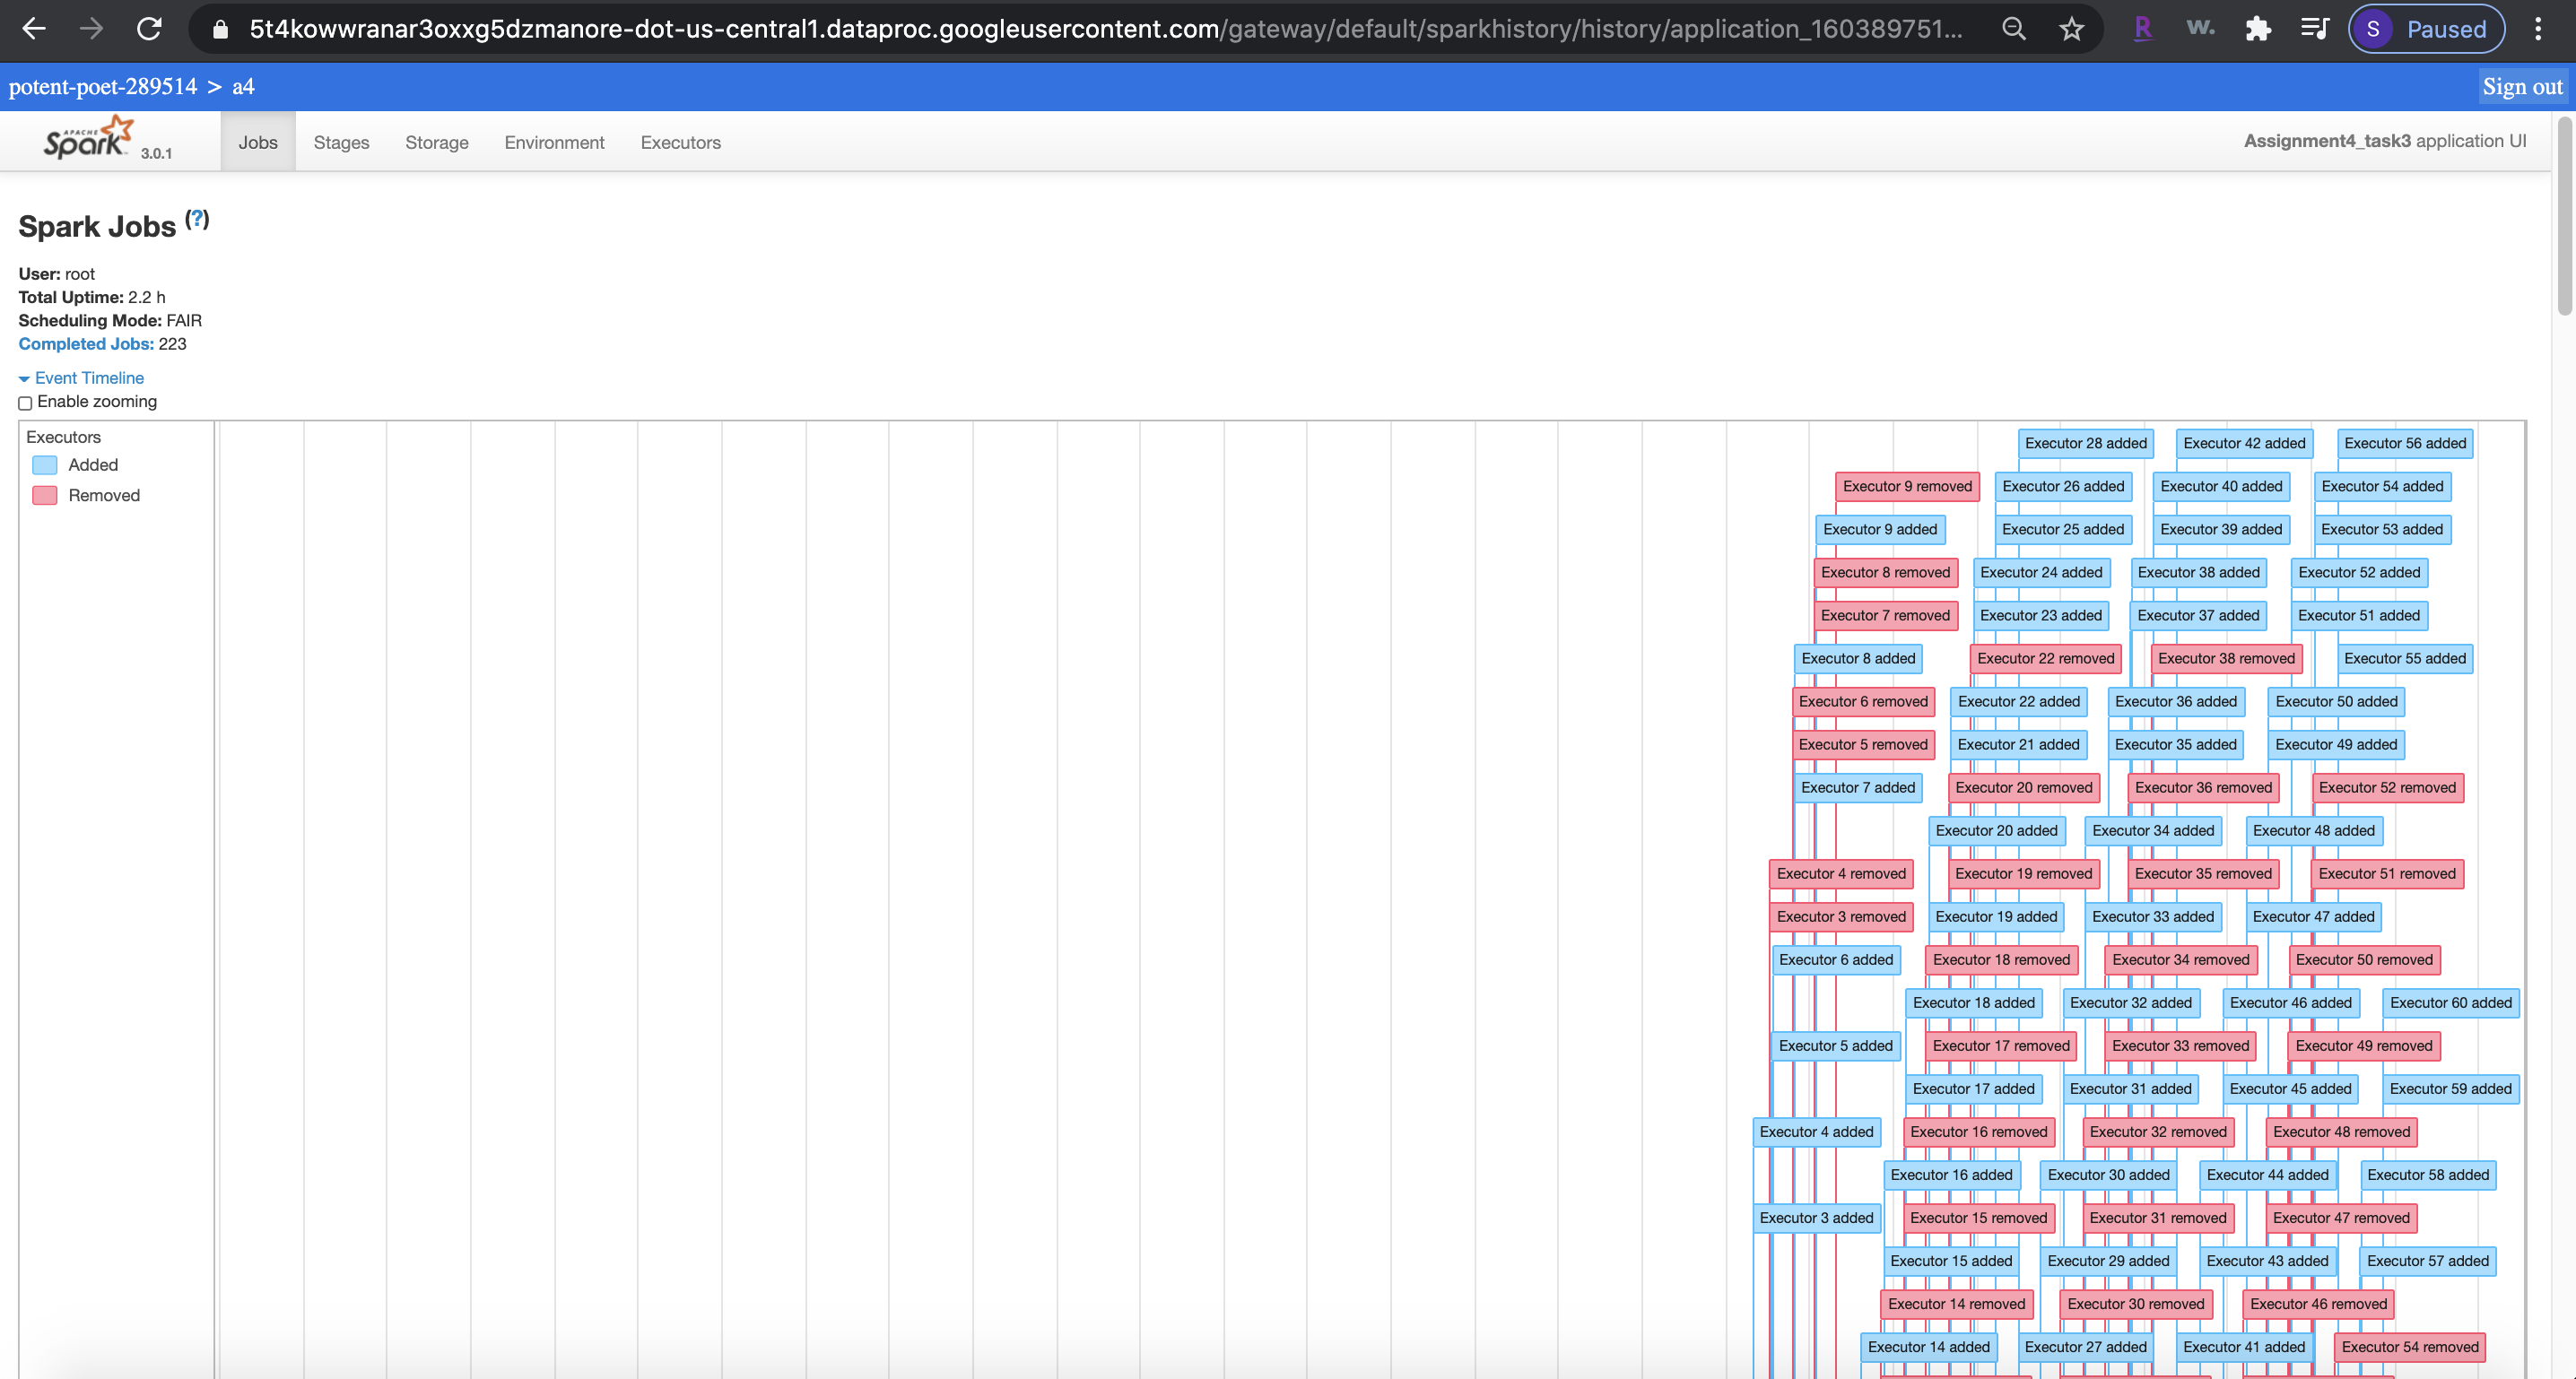 5t4kowwranar3oxxg5dzmanore-dot-us-central1.dataproc.googleusercontent.com/gateway/default/sparkhistory/history/application_160389751... R w. S Paused
potent-poet-289514 > a4 Sign out
APACHE Spark 3.0.1 Jobs Stages Storage Environment Executors Assignment4_task3 application UI
Spark Jobs (?)
User: root
Total Uptime: 2.2 h
Scheduling Mode: FAIR
Completed Jobs: 223
Event Timeline
Enable zooming
Executors
Added
Removed
Executor 28 added Executor 42 added Executor 56 added
Executor 9 removed Executor 26 added Executor 40 added Executor 54 added
Executor 9 added Executor 25 added Executor 39 added Executor 53 added
Executor 8 removed Executor 24 added Executor 38 added Executor 52 added
Executor 7 removed Executor 23 added Executor 37 added Executor 51 added
Executor 8 added Executor 22 removed Executor 38 removed Executor 55 added
Executor 6 removed Executor 22 added Executor 36 added Executor 50 added
Executor 5 removed Executor 21 added Executor 35 added Executor 49 added
Executor 7 added Executor 20 removed Executor 36 removed Executor 52 removed
Executor 20 added Executor 34 added Executor 48 added
Executor 4 removed Executor 19 removed Executor 35 removed Executor 51 removed
Executor 3 removed Executor 19 added Executor 33 added Executor 47 added
Executor 6 added Executor 18 removed Executor 34 removed Executor 50 removed
Executor 18 added Executor 32 added Executor 46 added Executor 60 added
Executor 5 added Executor 17 removed Executor 33 removed Executor 49 removed
Executor 17 added Executor 31 added Executor 45 added Executor 59 added
Executor 4 added Executor 16 removed Executor 32 removed Executor 48 removed
Executor 16 added Executor 30 added Executor 44 added Executor 58 added
Executor 3 added Executor 15 removed Executor 31 removed Executor 47 removed
Executor 15 added Executor 29 added Executor 43 added Executor 57 added
Executor 14 removed Executor 30 removed Executor 46 removed
Executor 14 added Executor 27 added Executor 41 added Executor 54 removed